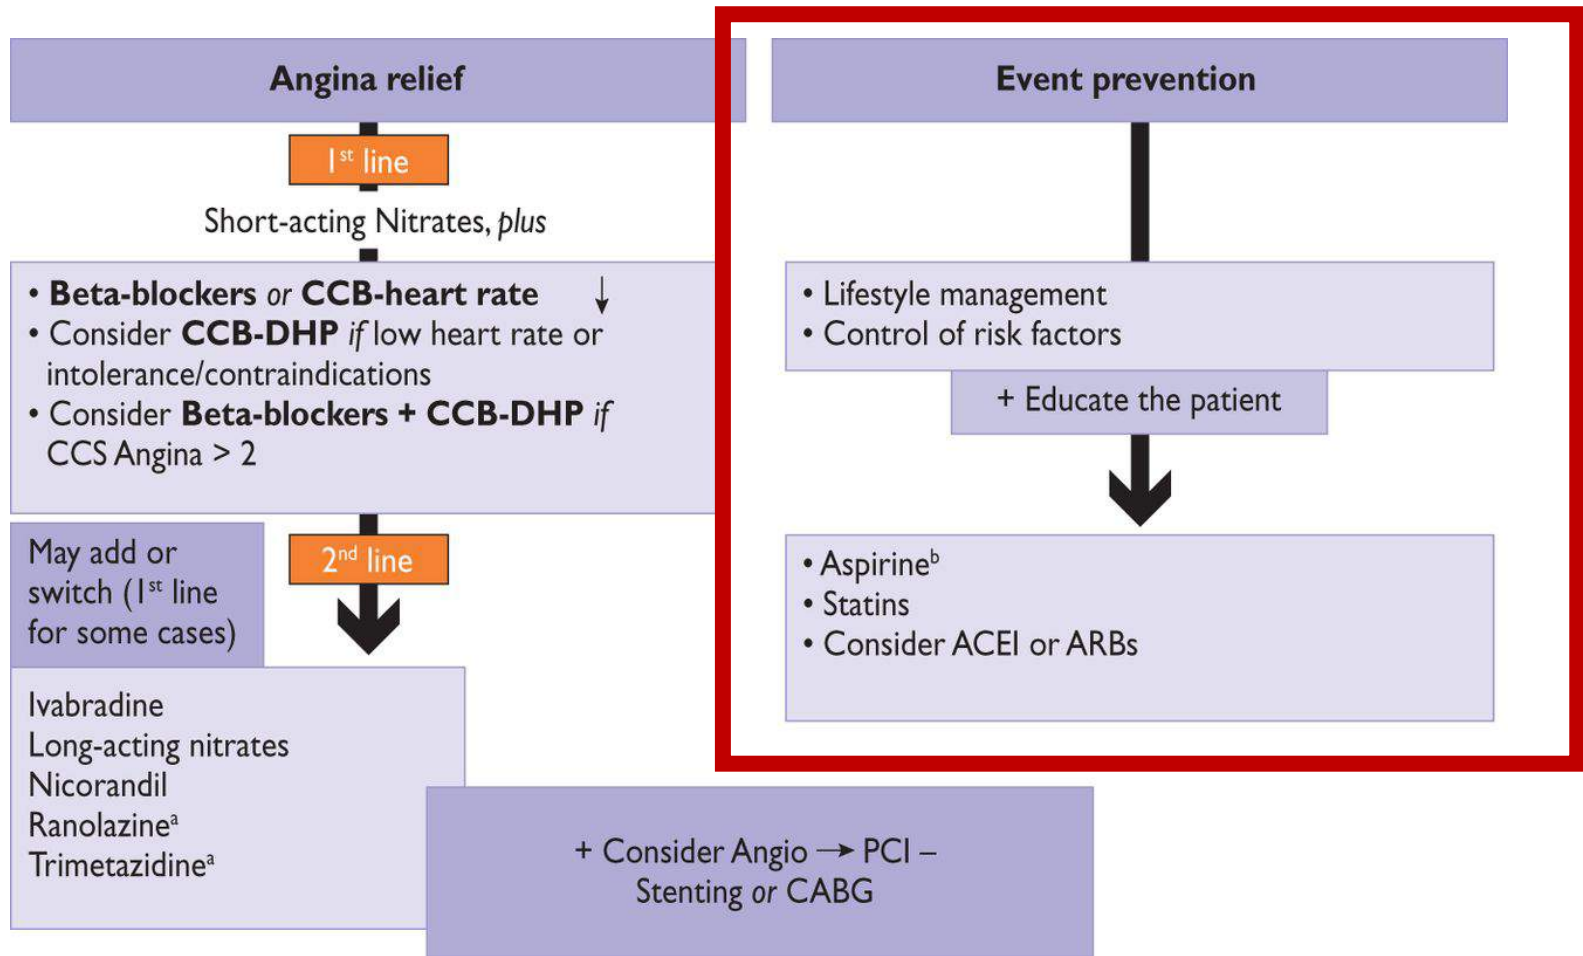 Angina relief
1st line
Short-acting Nitrates, plus
• Beta-blockers or CCB-heart rate ↓
• Consider CCB-DHP if low heart rate or
intolerance/contraindications
• Consider Beta-blockers + CCB-DHP if
CCS Angina > 2
May add or
switch (1st line
for some cases)
2nd line
Ivabradine
Long-acting nitrates
Nicorandil
Ranolazineᵃ
Trimetazidineᵃ
+ Consider Angio → PCI –
Stenting or CABG
Event prevention
• Lifestyle management
• Control of risk factors
+ Educate the patient
• Aspirineᵇ
• Statins
• Consider ACEI or ARBs